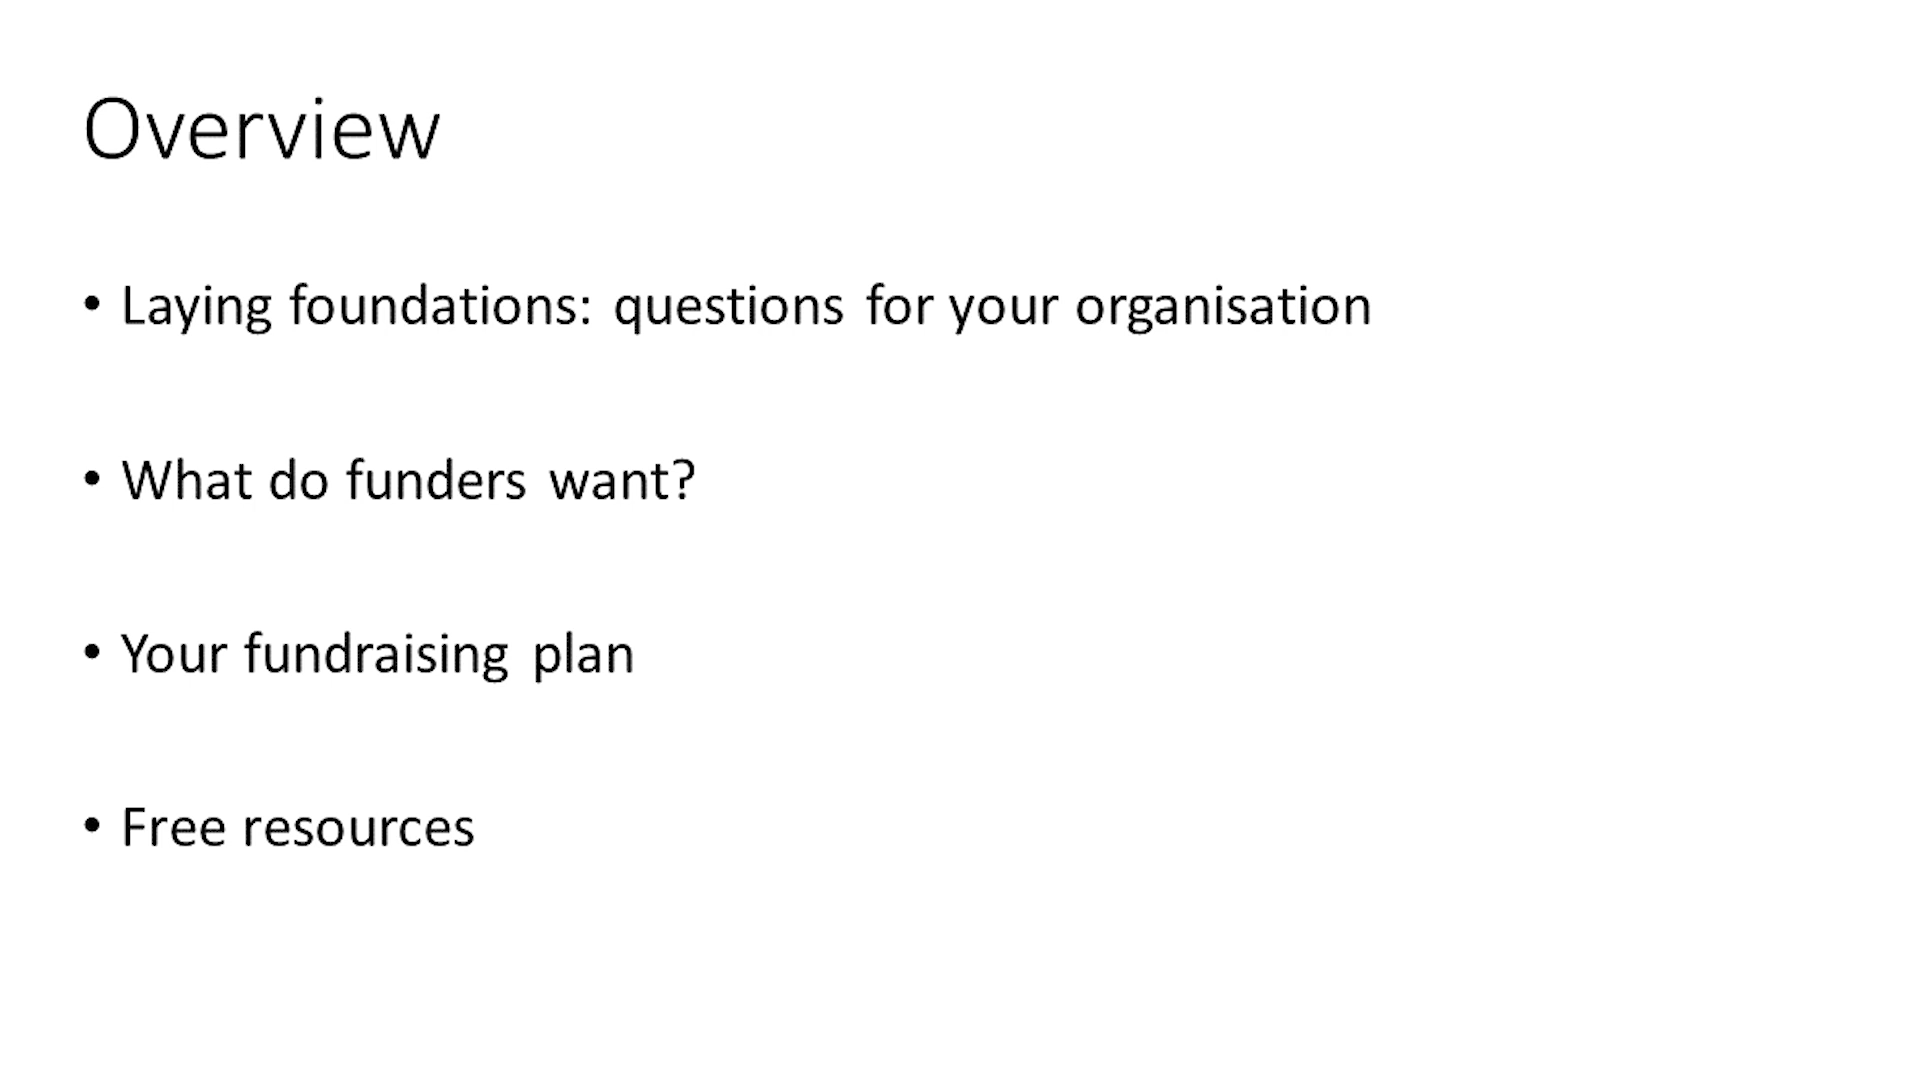 Overview
• Laying foundations: questions for your organisation
• What do funders want?
• Your fundraising plan
• Free resources